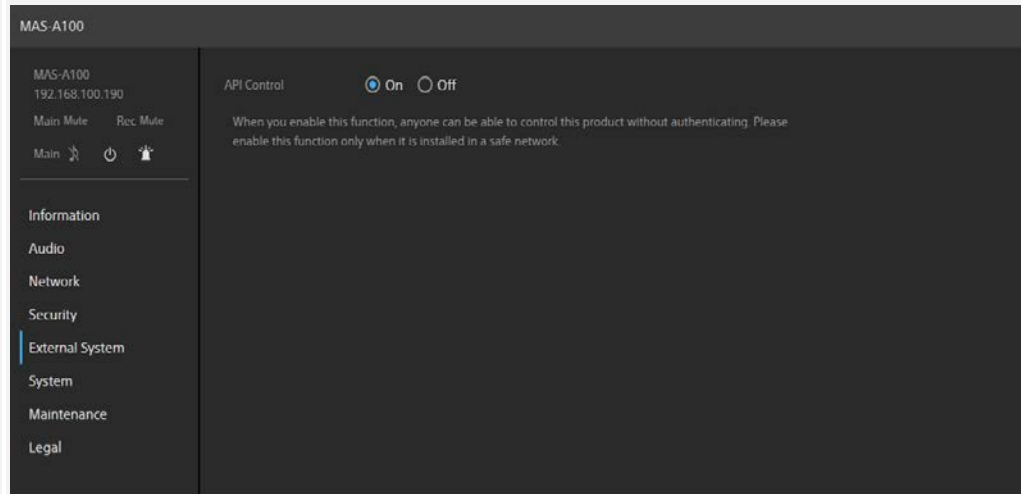 MAS-A100
MAS-A100
192.168.100.190
Main Mute Rec Mute
Main
Information
Audio
Network
Security
External System
System
Maintenance
Legal
API Control On Off
When you enable this function, anyone can be able to control this product without authenticating. Please
enable this function only when it is installed in a safe network.